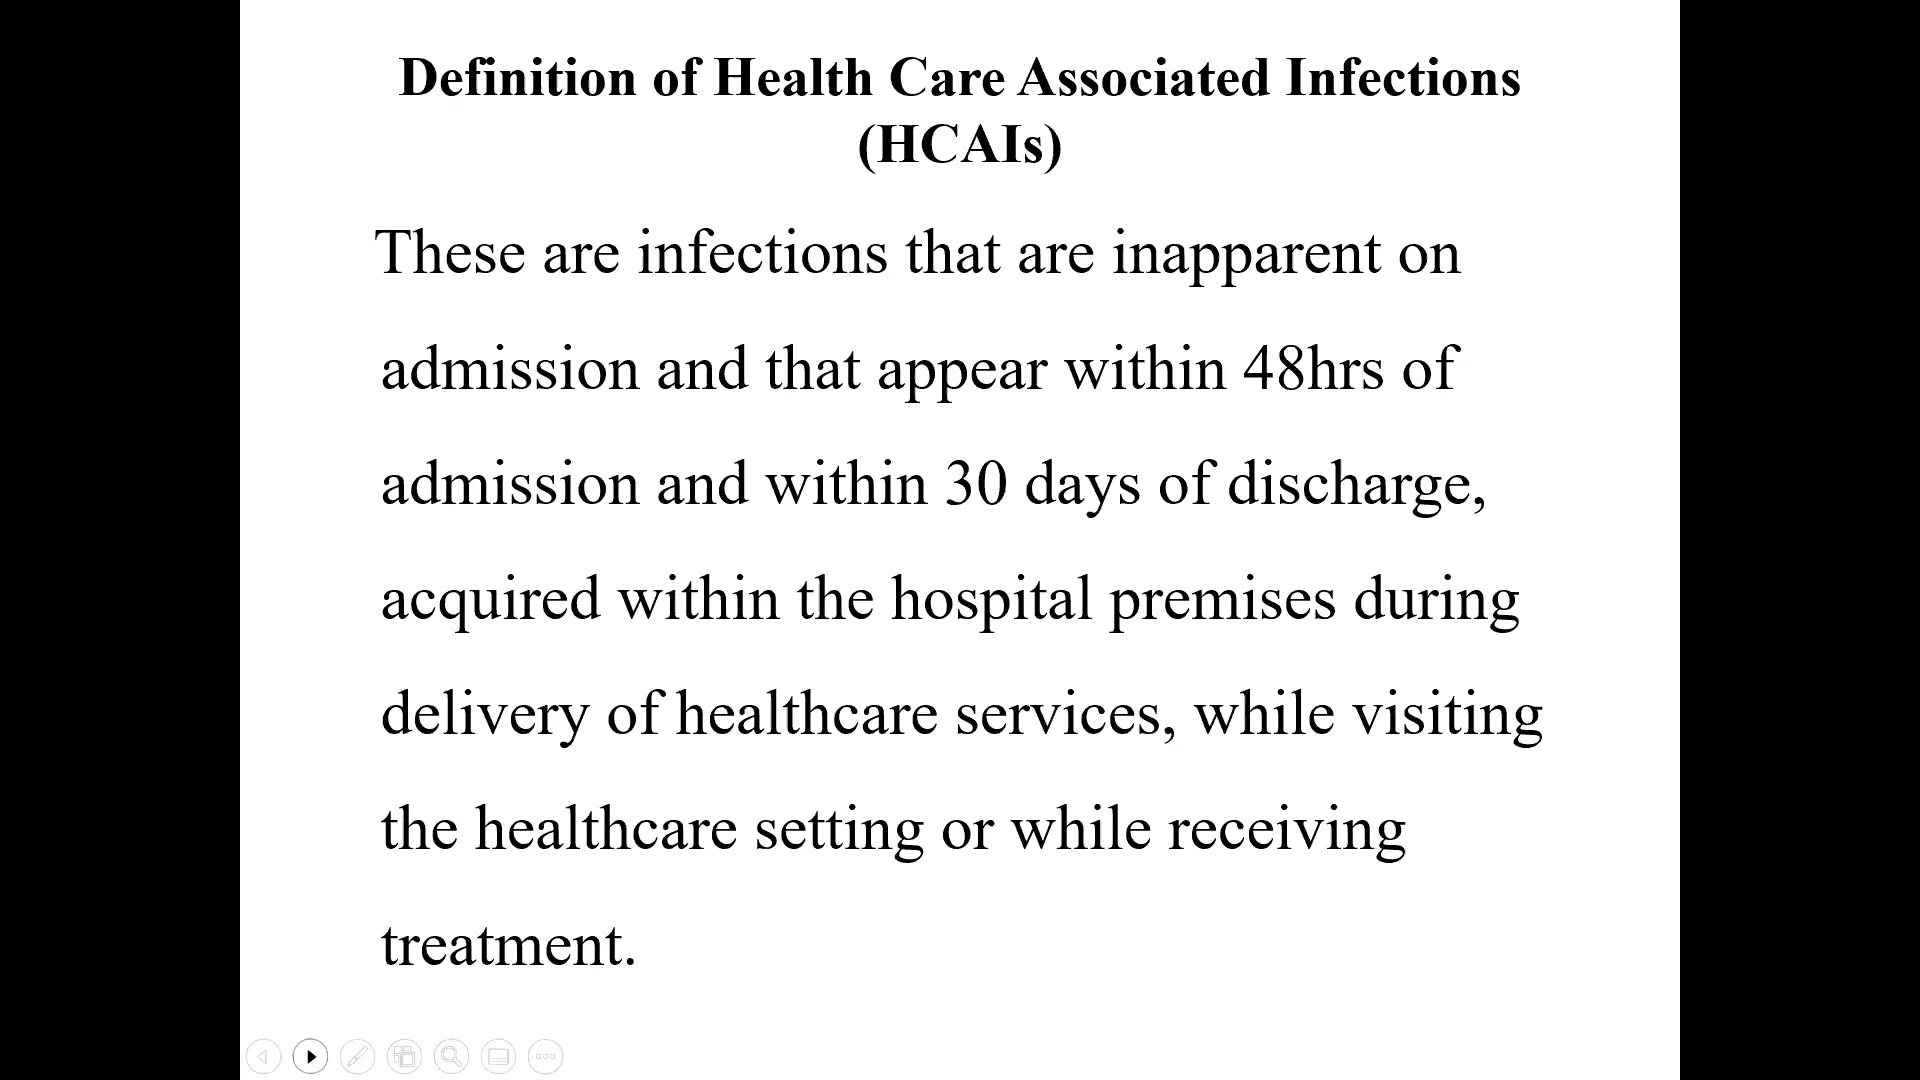 Definition of Health Care Associated Infections
(HCAIs)
These are infections that are inapparent on
admission and that appear within 48hrs of
admission and within 30 days of discharge,
acquired within the hospital premises during
delivery of healthcare services, while visiting
the healthcare setting or while receiving
treatment.